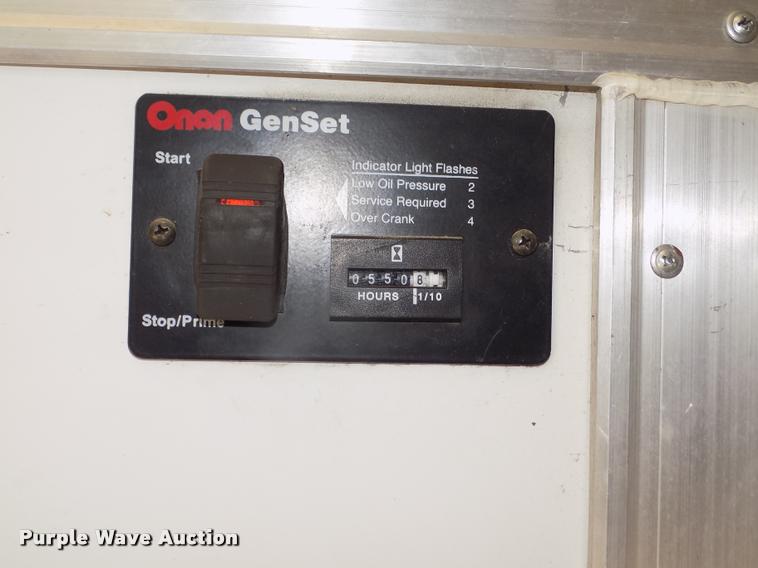 Onan GenSet
Start
Indicator Light Flashes
Low Oil Pressure 2
Service Required 3
Over Crank 4
0 5 5 0 8
HOURS 1/10
Stop/Prime
Purple Wave Auction